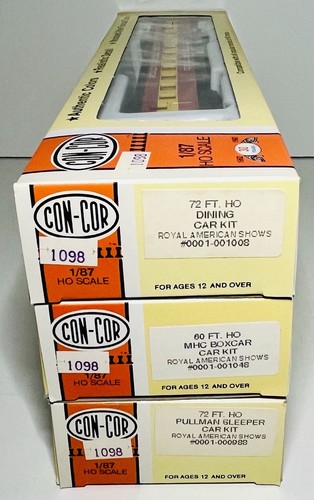 ★ Authentic Colors ★ Realistic Detail
CON-COR
1098
1/87
HO SCALE
CON-COR
1098
1/87
HO SCALE
72 FT. HO
DINING
CAR KIT
ROYAL AMERICAN SHOWS
#0001-001008
FOR AGES 12 AND OVER
CON-COR
1098
1/87
HO SCALE
60 FT. HO
MHC BOXCAR
CAR KIT
ROYAL AMERICAN SHOWS
#0001-001048
FOR AGES 12 AND OVER
CON-COR
1098
1/87
HO SCALE
72 FT. HO
PULLMAN SLEEPER
CAR KIT
ROYAL AMERICAN SHOWS
#0001-000988
FOR AGES 12 AND OVER